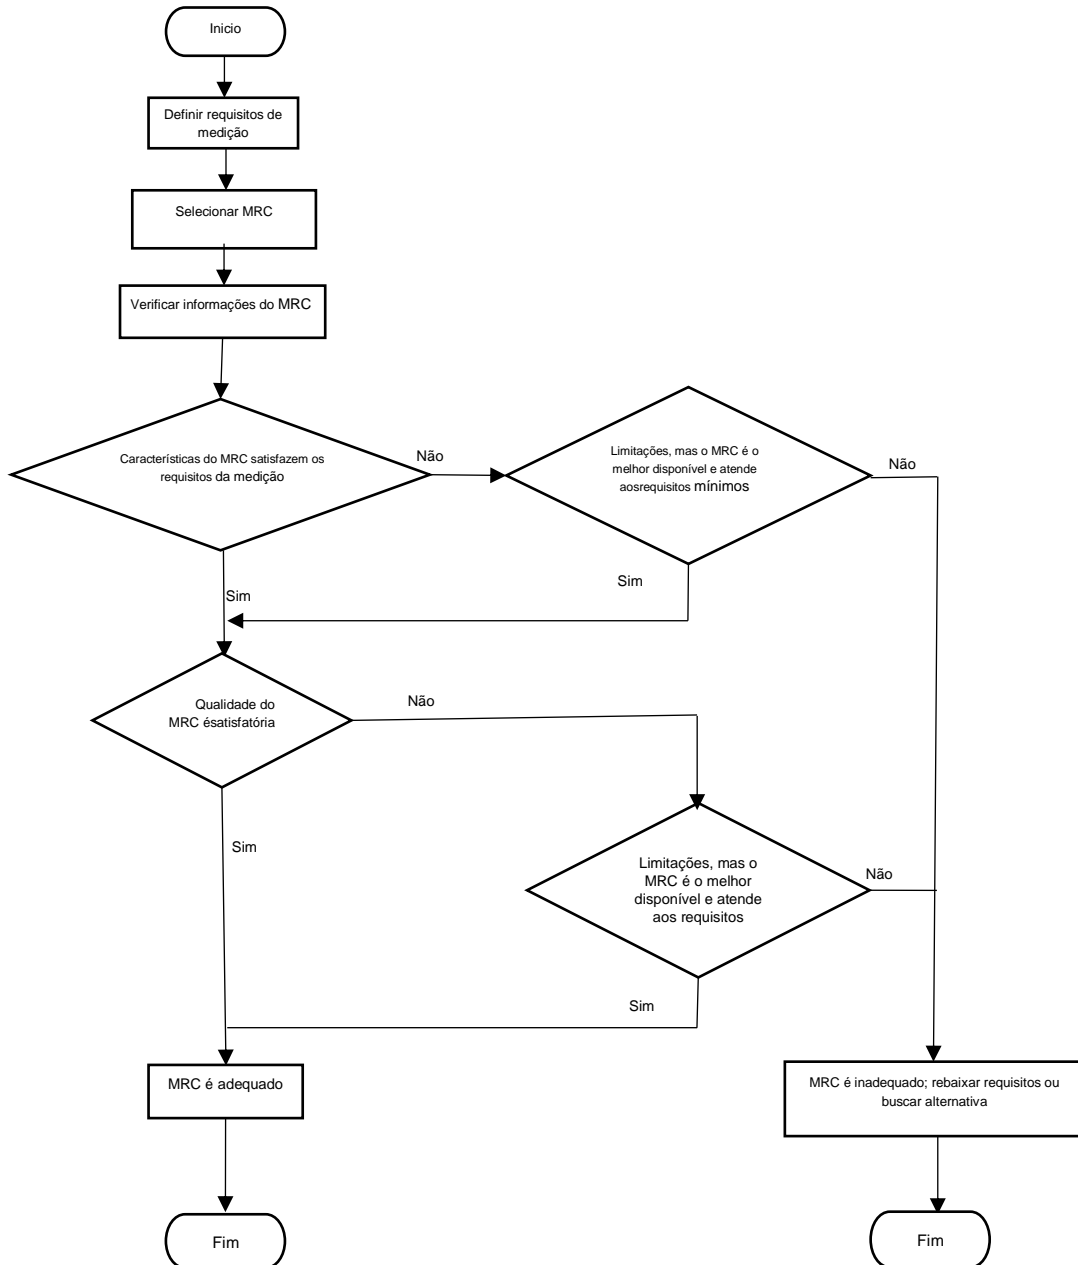 Inicio
Definir requisitos de
medição
Selecionar MRC
Verificar informações do MRC
Características do MRC satisfazem os
requisitos da medição
Não
Limitações, mas o MRC é o
melhor disponível e atende
aosrequisitos mínimos
Não
Sim
Sim
Qualidade do
MRC ésatisfatória
Não
Sim
Limitações, mas o
MRC é o melhor
disponível e atende
aos requisitos
Não
Sim
MRC é adequado
MRC é inadequado; rebaixar requisitos ou
buscar alternativa
Fim
Fim